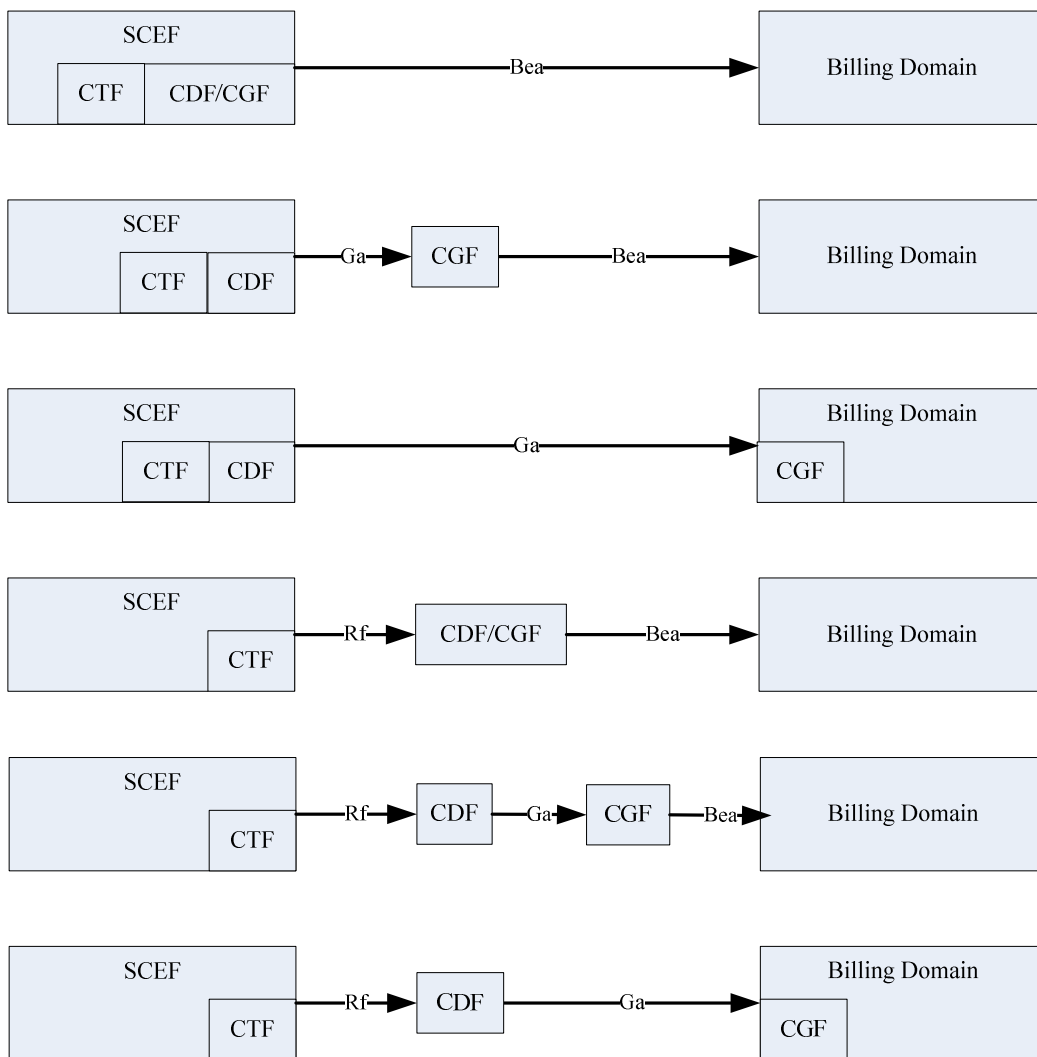 SCEF
CTF
CDF/CGF
Bea
Billing Domain
SCEF
CTF
CDF
Ga
CGF
Bea
Billing Domain
SCEF
CTF
CDF
Ga
Billing Domain
CGF
SCEF
CTF
Rf
CDF/CGF
Bea
Billing Domain
SCEF
CTF
Rf
CDF
Ga
CGF
Bea
Billing Domain
SCEF
CTF
Rf
CDF
Ga
Billing Domain
CGF